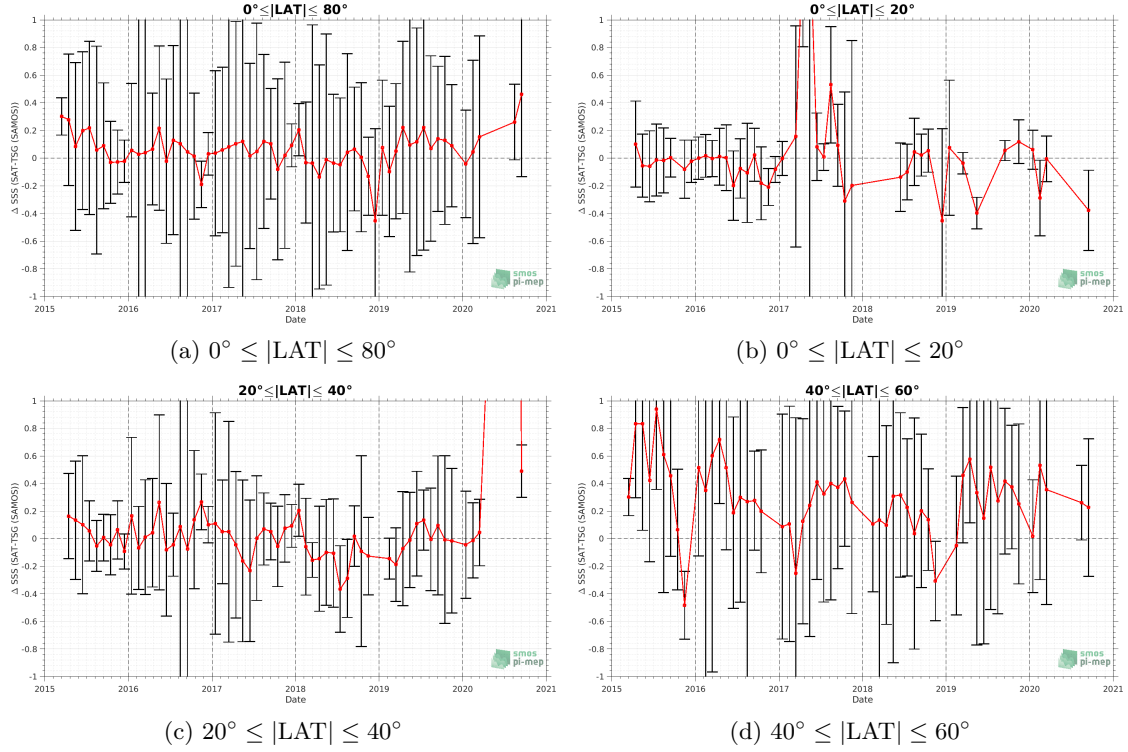 0°≤|LAT|≤ 80°
Δ SSS (SAT-TSG (SAMOS))
1
0.8
0.6
0.4
0.2
0
-0.2
-0.4
-0.6
-0.8
-1
2015 2016 2017 2018 2019 2020 2021
Date
smos
pi-mep
(a) 0° ≤ |LAT| ≤ 80°
0°≤|LAT|≤ 20°
Δ SSS (SAT-TSG (SAMOS))
1
0.8
0.6
0.4
0.2
0
-0.2
-0.4
-0.6
-0.8
-1
2015 2016 2017 2018 2019 2020 2021
Date
smos
pi-mep
(b) 0° ≤ |LAT| ≤ 20°
20°≤|LAT|≤ 40°
Δ SSS (SAT-TSG (SAMOS))
1
0.8
0.6
0.4
0.2
0
-0.2
-0.4
-0.6
-0.8
-1
2015 2016 2017 2018 2019 2020 2021
Date
smos
pi-mep
(c) 20° ≤ |LAT| ≤ 40°
40°≤|LAT|≤ 60°
Δ SSS (SAT-TSG (SAMOS))
1
0.8
0.6
0.4
0.2
0
-0.2
-0.4
-0.6
-0.8
-1
2015 2016 2017 2018 2019 2020 2021
Date
smos
pi-mep
(d) 40° ≤ |LAT| ≤ 60°